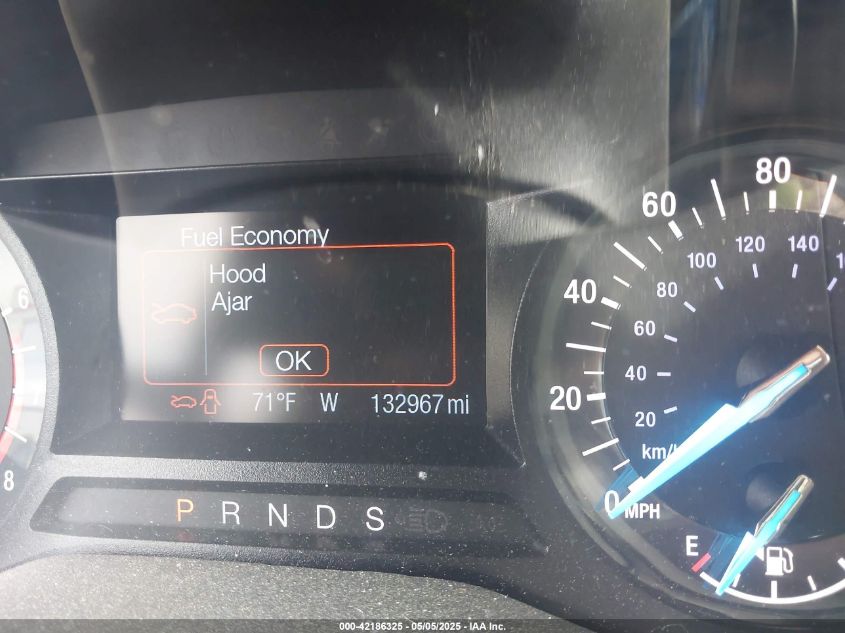 Fuel Economy
Hood
Ajar
OK
71°F W 132967 mi
P R N D S
6
7
8
0 20 40 60 80
MPH
20 40 60 80 100 120 140
km/h
E
000-42186325 - 05/05/2025 - IAA Inc.